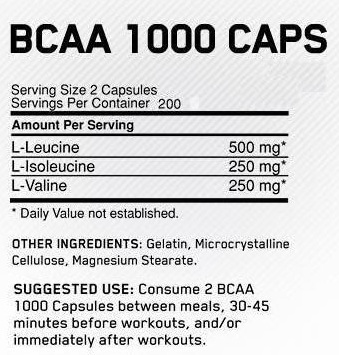 BCAA 1000 CAPS
Serving Size 2 Capsules
Servings Per Container 200
Amount Per Serving
L-Leucine 500 mg*
L-Isoleucine 250 mg*
L-Valine 250 mg*
* Daily Value not established.
OTHER INGREDIENTS: Gelatin, Microcrystalline
Cellulose, Magnesium Stearate.
SUGGESTED USE: Consume 2 BCAA
1000 Capsules between meals, 30-45
minutes before workouts, and/or
immediately after workouts.